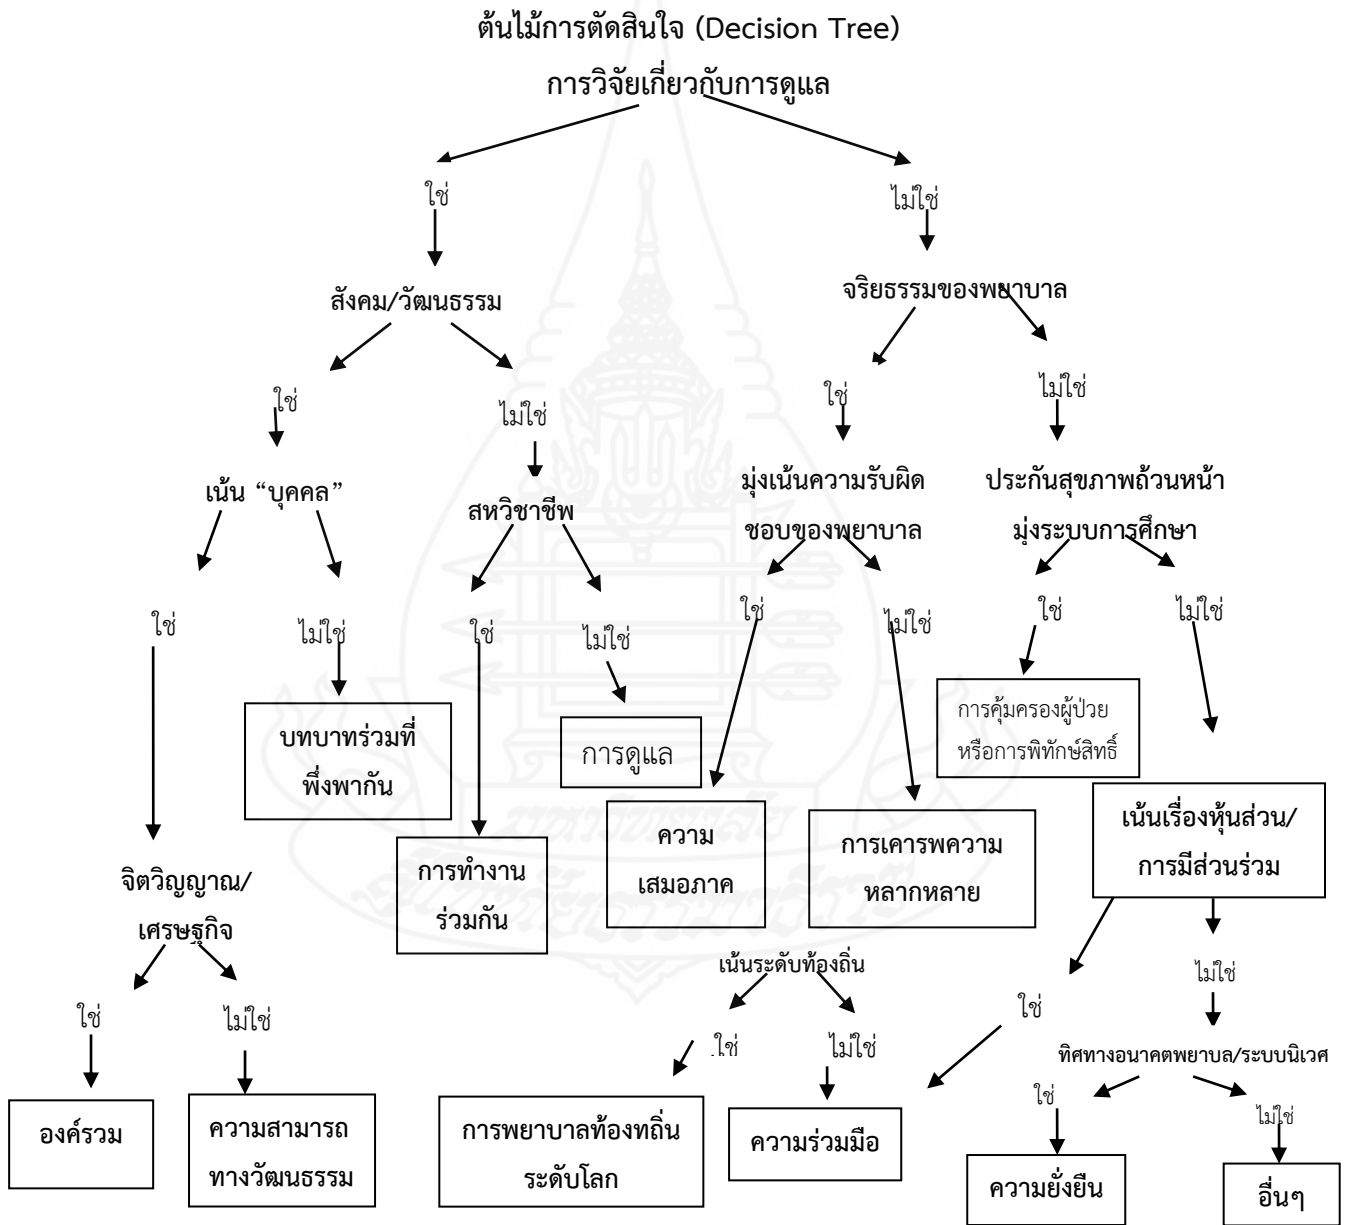 ต้นไม้การตัดสินใจ (Decision Tree)
การวิจัยเกี่ยวกับการดูแล
ใช่
ไม่ใช่
สังคม/วัฒนธรรม
จริยธรรมของพยาบาล
ใช่
ไม่ใช่
ใช่
ไม่ใช่
เน้น “บุคคล”
สหวิชาชีพ
มุ่งเน้นความรับผิด
ชอบของพยาบาล
ประกันสุขภาพถ้วนหน้า
มุ่งระบบการศึกษา
ใช่
ไม่ใช่
ใช่
ไม่ใช่
ใช่
ไม่ใช่
ใช่
ไม่ใช่
บทบาทร่วมที่
พึ่งพากัน
การดูแล
การคุ้มครองผู้ป่วย
หรือการพิทักษ์สิทธิ์
จิตวิญญาณ/
เศรษฐกิจ
การทำงาน
ร่วมกัน
ความ
เสมอภาค
การเคารพความ
หลากหลาย
เน้นเรื่องหุ้นส่วน/
การมีส่วนร่วม
เน้นระดับท้องถิ่น
ใช่
ไม่ใช่
.ใช่
ไม่ใช่
ใช่
ไม่ใช่
ทิศทางอนาคตพยาบล/ระบบนิเวศ
ใช่
ไม่ใช่
องค์รวม
ความสามารถ
ทางวัฒนธรรม
การพยาบาลท้องทถิ่น
ระดับโลก
ความร่วมมือ
ความยั่งยืน
อื่นๆ